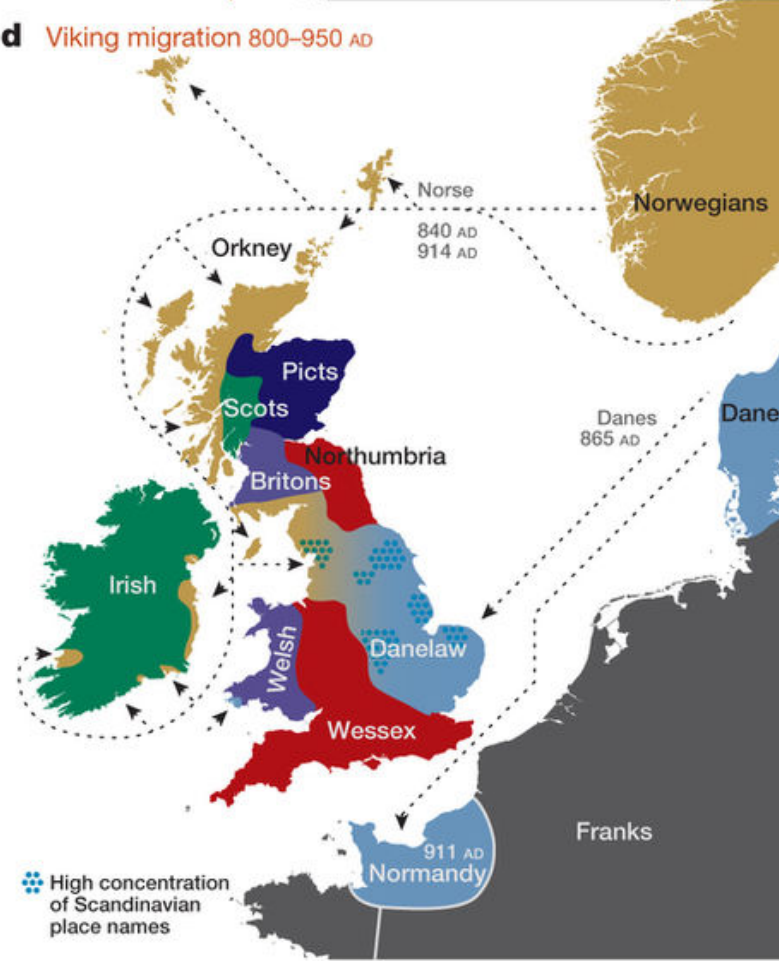 d Viking migration 800–950 AD
Norse
840 AD
914 AD
Norwegians
Orkney
Picts
Scots
Danes
865 AD
Dane
Northumbria
Britons
Irish
Welsh
Danelaw
Wessex
Franks
911 AD
Normandy
High concentration
of Scandinavian
place names